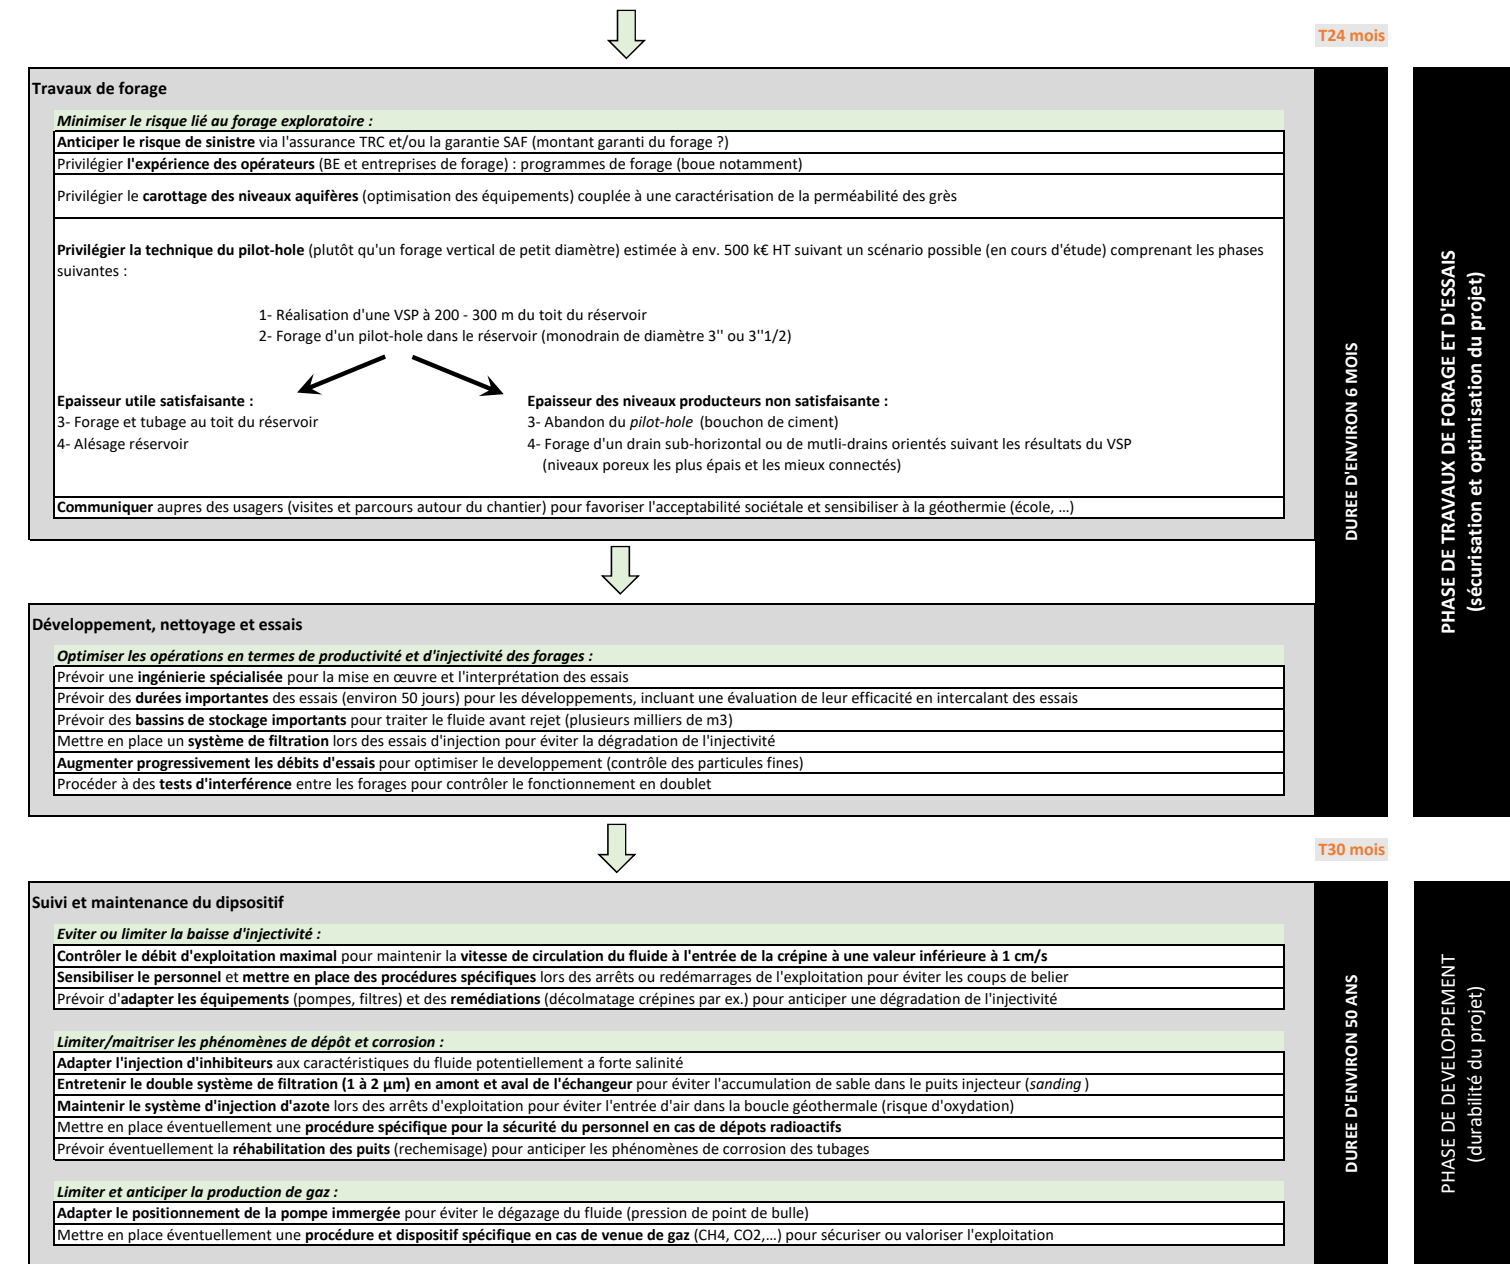 T24 mois
Travaux de forage
Minimiser le risque lié au forage exploratoire :
Anticiper le risque de sinistre via l'assurance TRC et/ou la garantie SAF (montant garanti du forage ?)
Privilégier l'expérience des opérateurs (BE et entreprises de forage) : programmes de forage (boue notamment)
Privilégier le carottage des niveaux aquifères (optimisation des équipements) couplée à une caractérisation de la perméabilité des grès
Privilégier la technique du pilot-hole (plutôt qu'un forage vertical de petit diamètre) estimée à env. 500 k€ HT suivant un scénario possible (en cours d'étude) comprenant les phases
suivantes :
1- Réalisation d'une VSP à 200 - 300 m du toit du réservoir
2- Forage d'un pilot-hole dans le réservoir (monodrain de diamètre 3'' ou 3''1/2)
Epaisseur utile satisfaisante :
3- Forage et tubage au toit du réservoir
4- Alésage réservoir
Epaisseur des niveaux producteurs non satisfaisante :
3- Abandon du pilot-hole (bouchon de ciment)
4- Forage d'un drain sub-horizontal ou de mutli-drains orientés suivant les résultats du VSP
(niveaux poreux les plus épais et les mieux connectés)
Communiquer aupres des usagers (visites et parcours autour du chantier) pour favoriser l'acceptabilité sociétale et sensibiliser à la géothermie (école, …)
Développement, nettoyage et essais
Optimiser les opérations en termes de productivité et d'injectivité des forages :
Prévoir une ingénierie spécialisée pour la mise en œuvre et l'interprétation des essais
Prévoir des durées importantes des essais (environ 50 jours) pour les développements, incluant une évaluation de leur efficacité en intercalant des essais
Prévoir des bassins de stockage importants pour traiter le fluide avant rejet (plusieurs milliers de m3)
Mettre en place un système de filtration lors des essais d'injection pour éviter la dégradation de l'injectivité
Augmenter progressivement les débits d'essais pour optimiser le developpement (contrôle des particules fines)
Procéder à des tests d'interférence entre les forages pour contrôler le fonctionnement en doublet
DUREE D'ENVIRON 6 MOIS
PHASE DE TRAVAUX DE FORAGE ET D'ESSAIS
(sécurisation et optimisation du projet)
T30 mois
Suivi et maintenance du dipsositif
Eviter ou limiter la baisse d'injectivité :
Contrôler le débit d'exploitation maximal pour maintenir la vitesse de circulation du fluide à l'entrée de la crépine à une valeur inférieure à 1 cm/s
Sensibiliser le personnel et mettre en place des procédures spécifiques lors des arrêts ou redémarrages de l'exploitation pour éviter les coups de belier
Prévoir d'adapter les équipements (pompes, filtres) et des remédiations (décolmatage crépines par ex.) pour anticiper une dégradation de l'injectivité
Limiter/maitriser les phénomènes de dépôt et corrosion :
Adapter l'injection d'inhibiteurs aux caractéristiques du fluide potentiellement a forte salinité
Entretenir le double système de filtration (1 à 2 µm) en amont et aval de l'échangeur pour éviter l'accumulation de sable dans le puits injecteur (sanding )
Maintenir le système d'injection d'azote lors des arrêts d'exploitation pour éviter l'entrée d'air dans la boucle géothermale (risque d'oxydation)
Mettre en place éventuellement une procédure spécifique pour la sécurité du personnel en cas de dépots radioactifs
Prévoir éventuellement la réhabilitation des puits (rechemisage) pour anticiper les phénomènes de corrosion des tubages
Limiter et anticiper la production de gaz :
Adapter le positionnement de la pompe immergée pour éviter le dégazage du fluide (pression de point de bulle)
Mettre en place éventuellement une procédure et dispositif spécifique en cas de venue de gaz (CH4, CO2,…) pour sécuriser ou valoriser l'exploitation
DUREE D'ENVIRON 50 ANS
PHASE DE DEVELOPPEMENT
(durabilité du projet)